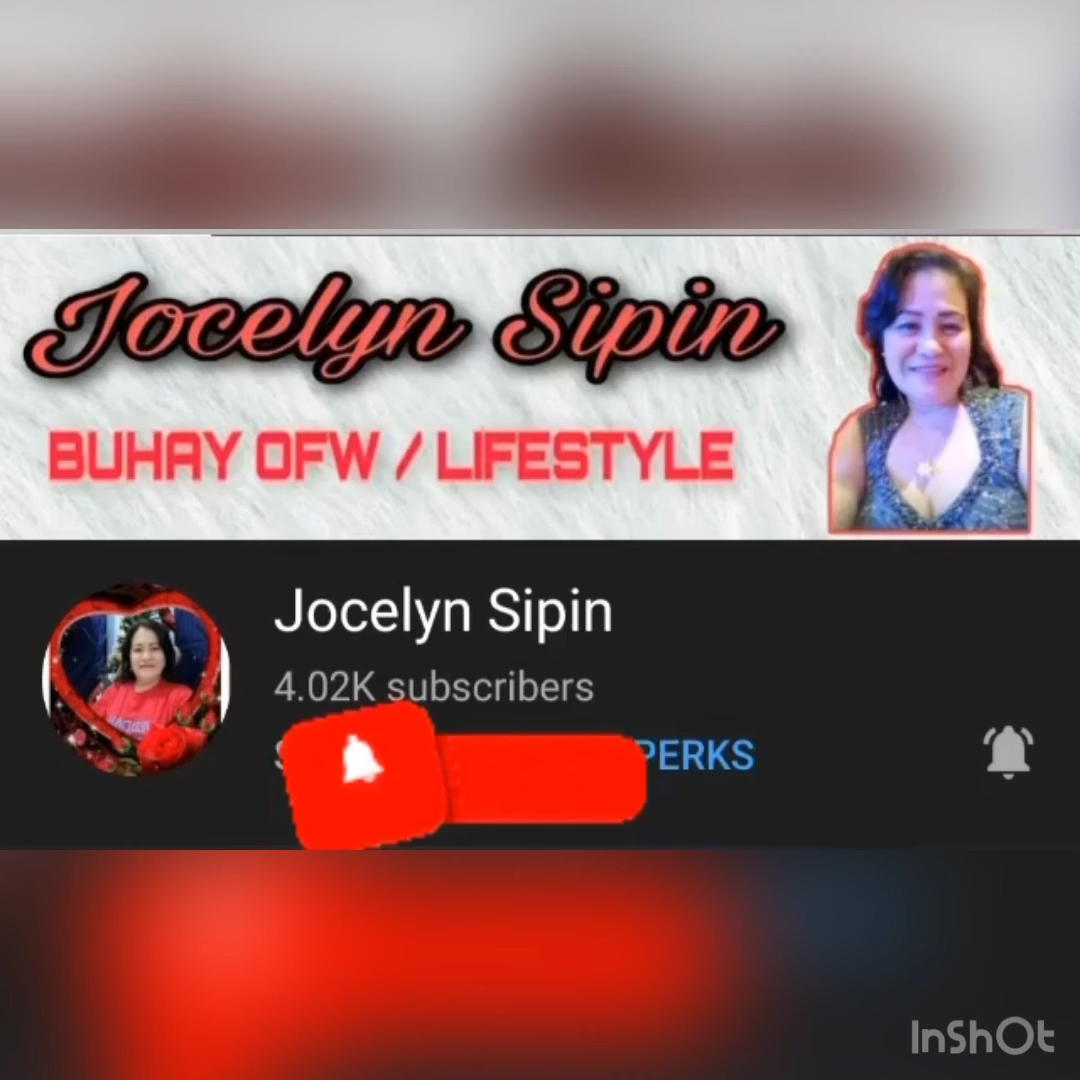 Jocelyn Sipin
BUHAY OFW / LIFESTYLE
Jocelyn Sipin
4.02K subscribers
PERKS
InShOt